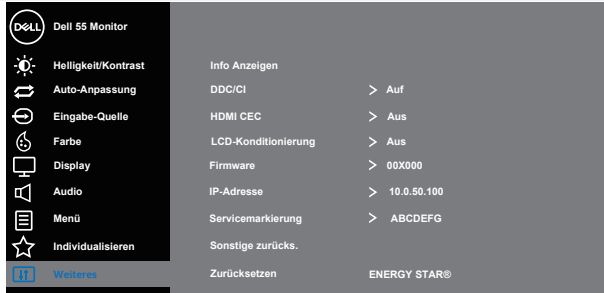 DELL Dell 55 Monitor
Helligkeit/Kontrast Info Anzeigen
Auto-Anpassung DDC/CI > Auf
Eingabe-Quelle HDMI CEC > Aus
Farbe LCD-Konditionierung > Aus
Display Firmware > 00X000
Audio IP-Adresse > 10.0.50.100
Menü Servicemarkierung > ABCDEFG
Individualisieren Sonstige zurücks.
Weiteres Zurücksetzen ENERGY STAR®